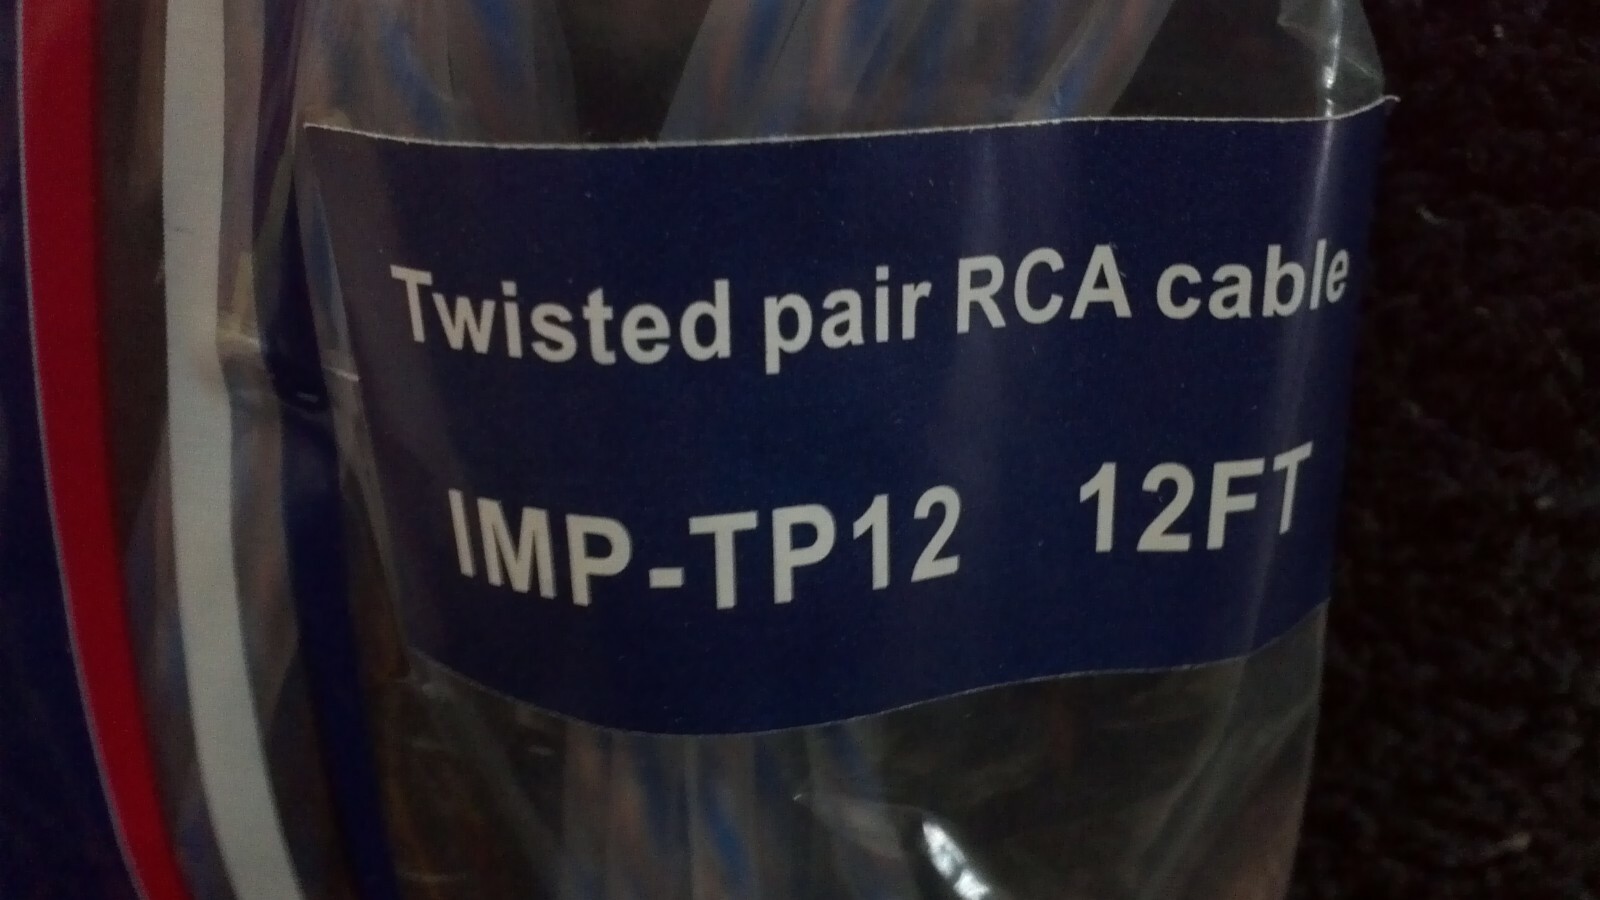 Twisted pair RCA cable
IMP-TP12 12FT